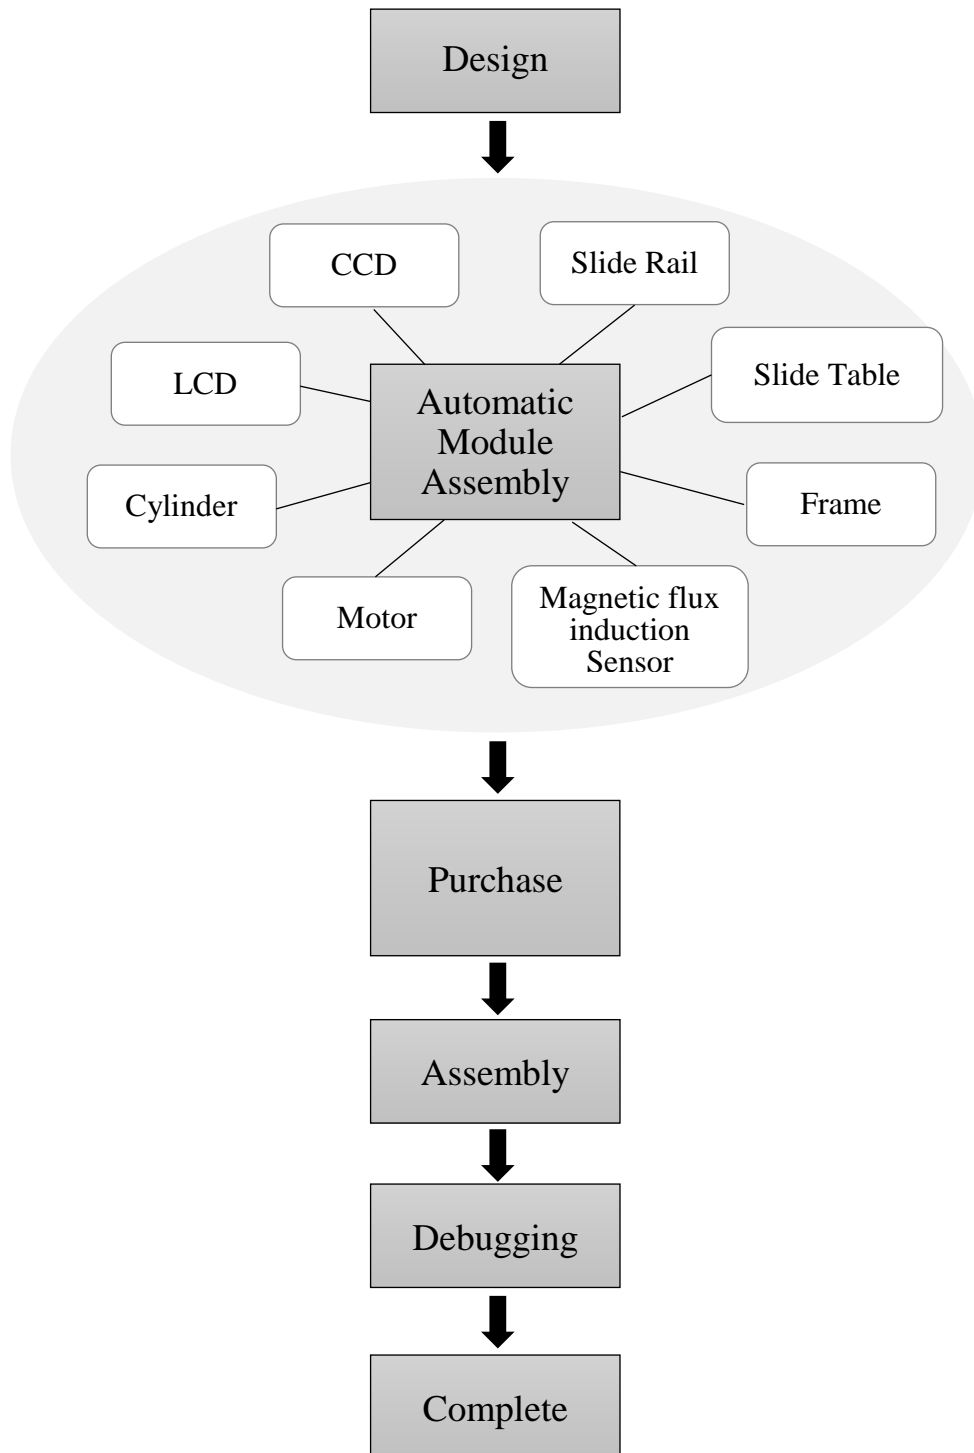 Design
CCD
Slide Rail
LCD
Slide Table
Automatic
Module
Assembly
Cylinder
Frame
Motor
Magnetic flux
induction
Sensor
Purchase
Assembly
Debugging
Complete